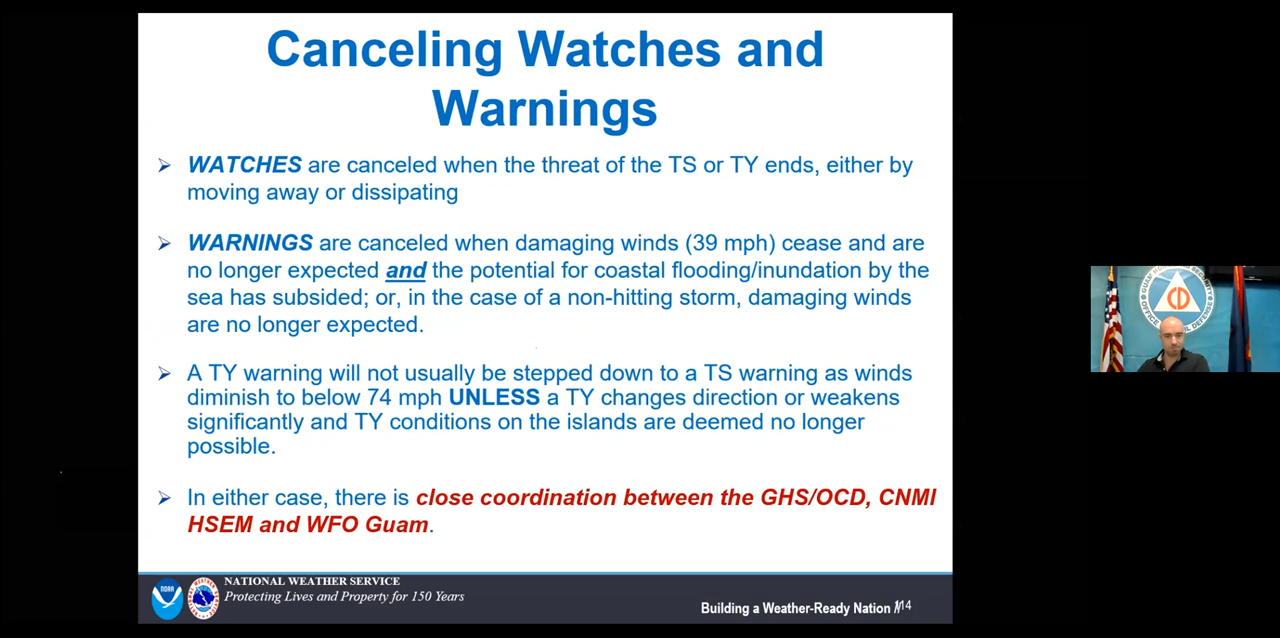 Canceling Watches and
Warnings
➢ WATCHES are canceled when the threat of the TS or TY ends, either by
moving away or dissipating
➢ WARNINGS are canceled when damaging winds (39 mph) cease and are
no longer expected and the potential for coastal flooding/inundation by the
sea has subsided; or, in the case of a non-hitting storm, damaging winds
are no longer expected.
➢ A TY warning will not usually be stepped down to a TS warning as winds
diminish to below 74 mph UNLESS a TY changes direction or weakens
significantly and TY conditions on the islands are deemed no longer
possible.
➢ In either case, there is close coordination between the GHS/OCD, CNMI
HSEM and WFO Guam.
NOAA
NATIONAL WEATHER SERVICE
Protecting Lives and Property for 150 Years
Building a Weather-Ready Nation // 14
CD